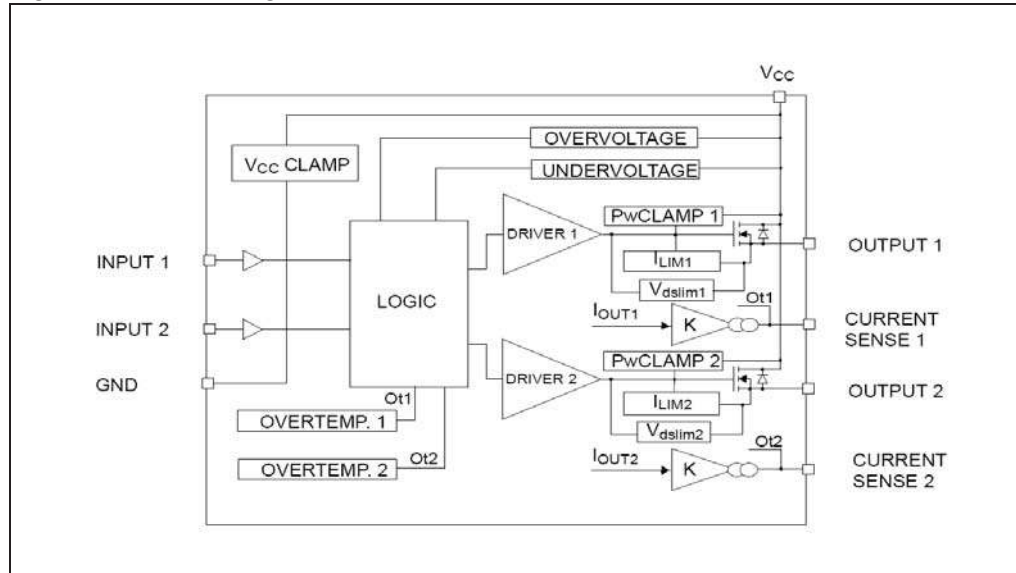 VCC
OVERVOLTAGE
VCC CLAMP
UNDERVOLTAGE
PwCLAMP 1
DRIVER 1
OUTPUT 1
INPUT 1
ILIM1
LOGIC
Vdslim1
Ot1
IOUT1
K
CURRENT
SENSE 1
INPUT 2
PwCLAMP 2
GND
DRIVER 2
OUTPUT 2
Ot1
ILIM2
OVERTEMP. 1
Vdslim2
Ot2
OVERTEMP. 2
Ot2
IOUT2
K
CURRENT
SENSE 2